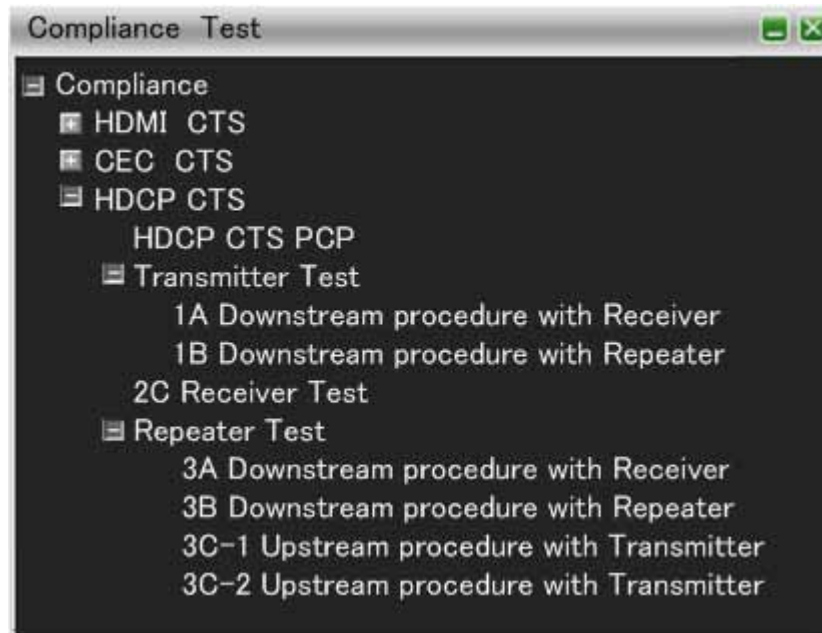 Compliance Test
Compliance
HDMI CTS
CEC CTS
HDCP CTS
HDCP CTS PCP
Transmitter Test
1A Downstream procedure with Receiver
1B Downstream procedure with Repeater
2C Receiver Test
Repeater Test
3A Downstream procedure with Receiver
3B Downstream procedure with Repeater
3C-1 Upstream procedure with Transmitter
3C-2 Upstream procedure with Transmitter